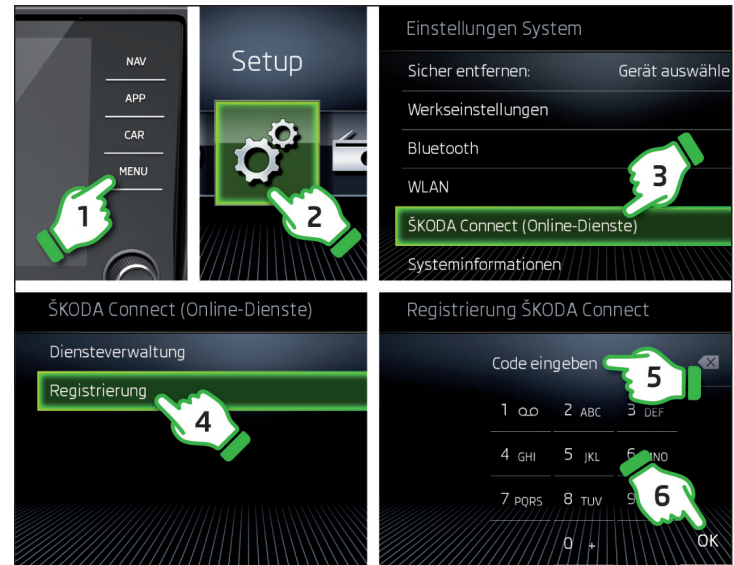 NAV
APP
CAR
MENU
1
Setup
2
Einstellungen System
Sicher entfernen: Gerät auswähle
Werkseinstellungen
Bluetooth
WLAN
3
ŠKODA Connect (Online-Dienste)
Systeminformationen
ŠKODA Connect (Online-Dienste)
Diensteverwaltung
Registrierung
4
Registrierung ŠKODA Connect
Code eingeben
5
1 2 ABC 3 DEF
4 GHI 5 JKL 6 MNO
7 PQRS 8 TUV 9
6
0 + OK